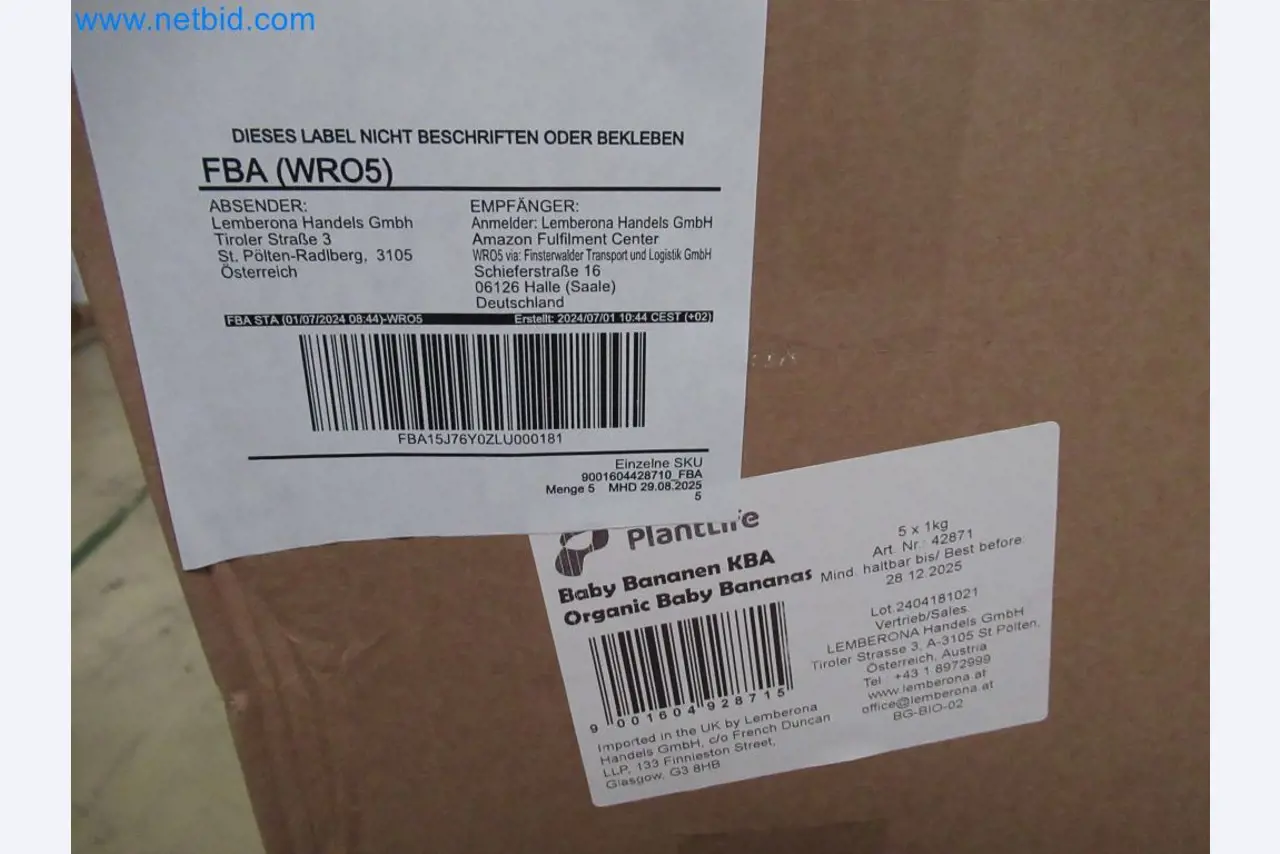 www.netbid.com
DIESES LABEL NICHT BESCHRIFTEN ODER BEKLEBEN
FBA (WRO5)
ABSENDER:
Lemberona Handels Gmbh
Tiroler Straße 3
St. Pölten-Radlberg, 3105
Österreich
EMPFÄNGER:
Anmelder: Lemberona Handels GmbH
Amazon Fulfilment Center
WRO5 via: Finsterwalder Transport und Logistik GmbH
Schieferstraße 16
06126 Halle (Saale)
Deutschland
FBA STA (01/07/2024 08:44)-WRO5
Erstellt: 2024/07/01 10:44 CEST (+02)
FBA15J76Y0ZLU000181
Einzelne SKU
9001604428710_FBA
Menge 5 MHD 29.08.2025
5
PlantLife
Baby Bananen KBA
Organic Baby Bananas
9 001604 928715
Imported in the UK by Lemberona
Handels GmbH, c/o French Duncan
LLP, 133 Finnieston Street,
Glasgow, G3 8HB
5 x 1kg
Art. Nr.: 42871
Mind. haltbar bis/ Best before:
28.12.2025
Lot.2404181021
Vertrieb/Sales:
LEMBERONA Handels GmbH
Tiroler Strasse 3, A-3105 St.Pölten,
Österreich, Austria
Tel.: +43 1 8972999
www.lemberona.at
office@lemberona.at
BG-BIO-02